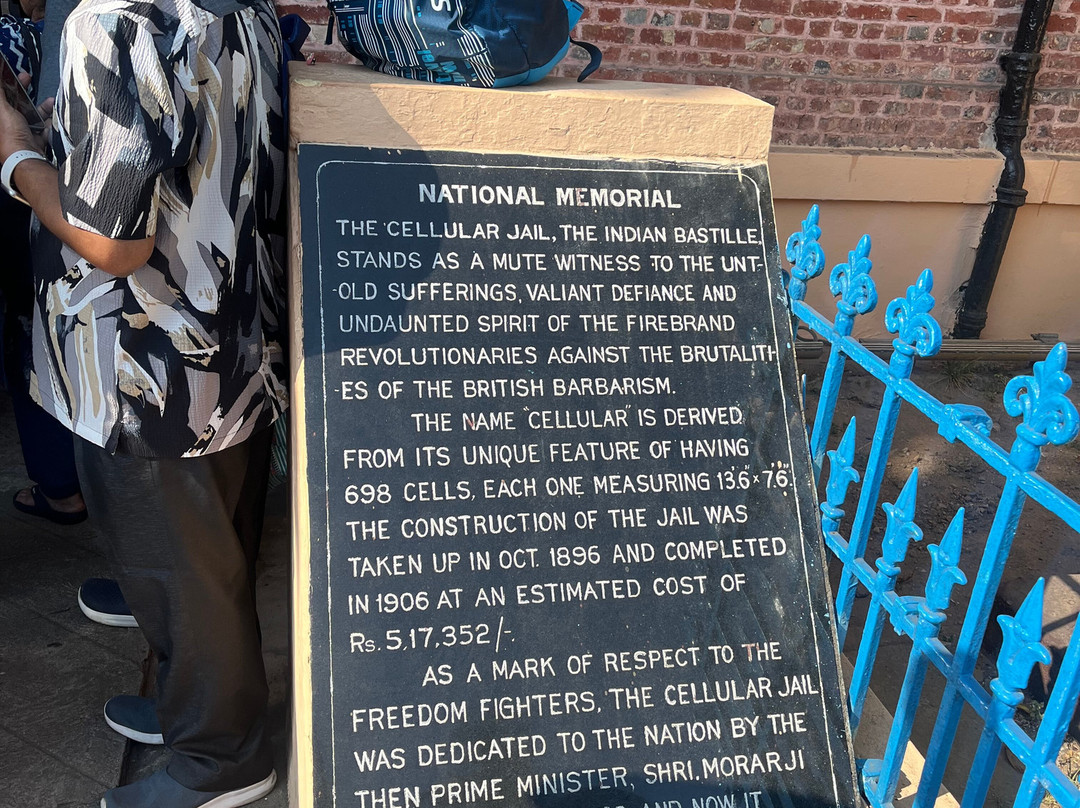 NATIONAL MEMORIAL
THE CELLULAR JAIL, THE INDIAN BASTILLE,
STANDS AS A MUTE WITNESS TO THE UNT-
-OLD SUFFERINGS, VALIANT DEFIANCE AND
UNDAUNTED SPIRIT OF THE FIREBRAND
REVOLUTIONARIES AGAINST THE BRUTALITI
-ES OF THE BRITISH BARBARISM.
THE NAME "CELLULAR" IS DERIVED
FROM ITS UNIQUE FEATURE OF HAVING
698 CELLS, EACH ONE MEASURING 13'.6" × 7'.6".
THE CONSTRUCTION OF THE JAIL WAS
TAKEN UP IN OCT. 1896 AND COMPLETED
IN 1906 AT AN ESTIMATED COST OF
Rs. 5,17,352/-.
AS A MARK OF RESPECT TO THE
FREEDOM FIGHTERS, THE CELLULAR JAIL
WAS DEDICATED TO THE NATION BY THE
THEN PRIME MINISTER, SHRI. MORARJI
AND NOW IT